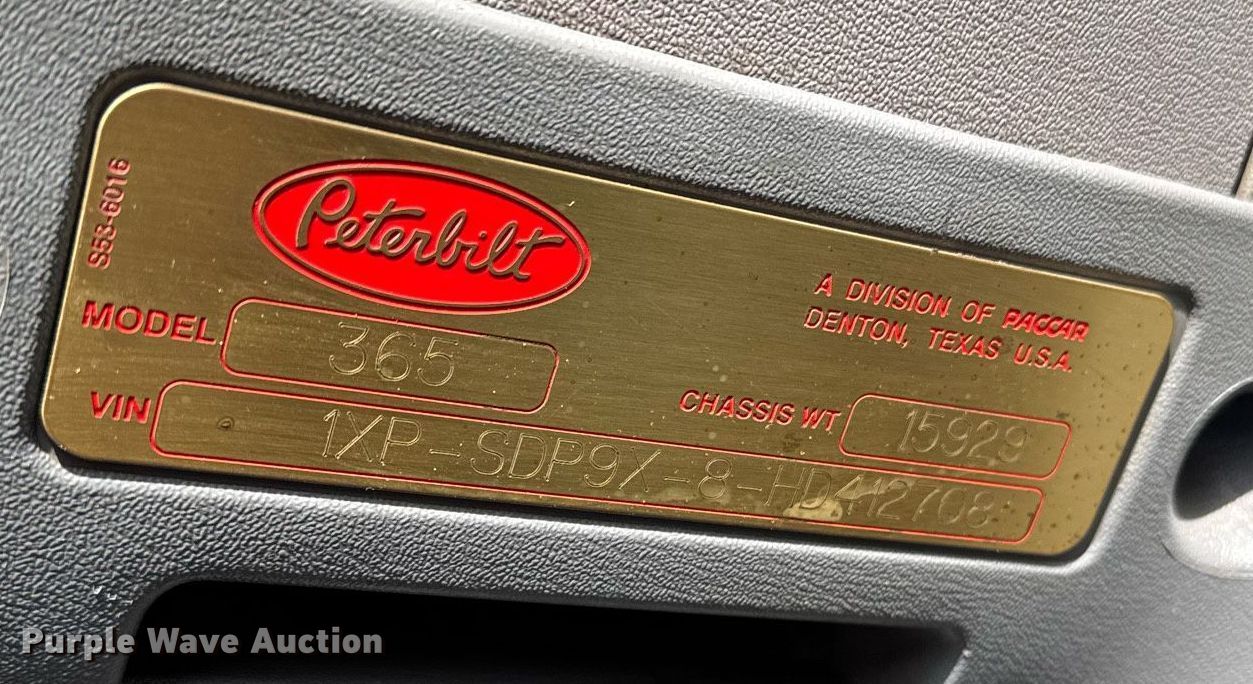 S53-6016
Peterbilt
A DIVISION OF PACCAR
DENTON, TEXAS U.S.A.
MODEL 365
CHASSIS WT 15929
VIN 1XP-SDP9X-8-HD412708
Purple Wave Auction